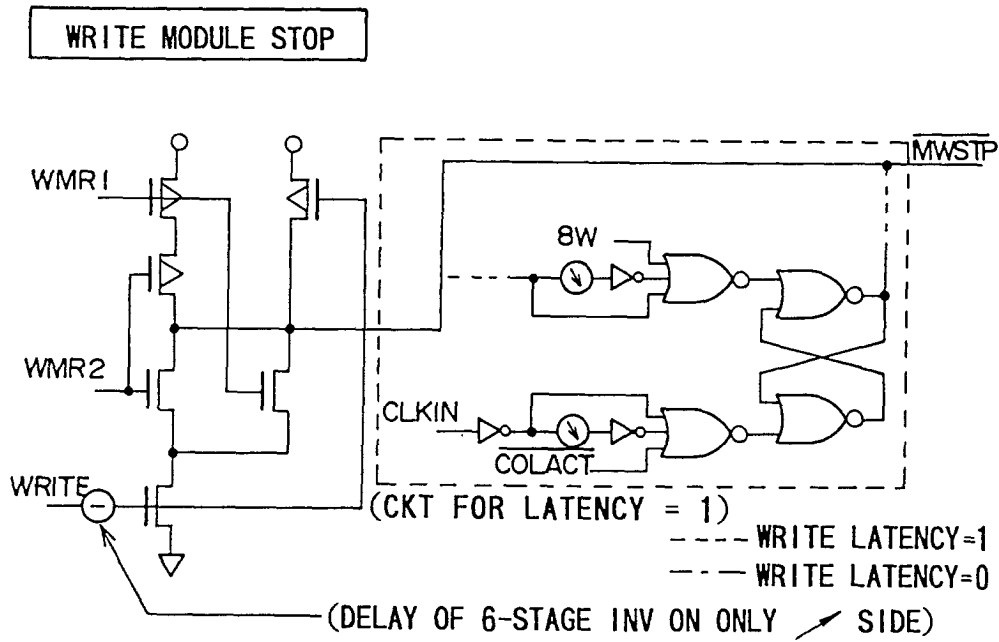 WRITE MODULE STOP
MWSTP
WMR1
8W
WMR2
CLKIN
COLACT
WRITE
(CKT FOR LATENCY = 1)
WRITE LATENCY=1
WRITE LATENCY=0
(DELAY OF 6-STAGE INV ON ONLY ↗ SIDE)